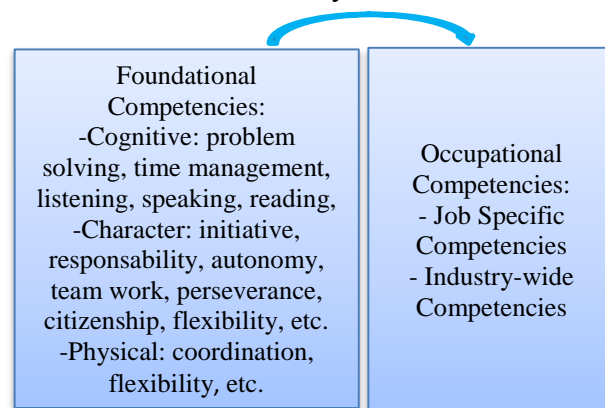 Foundational
Competencies:
-Cognitive: problem
solving, time management,
listening, speaking, reading,
-Character: initiative,
responsability, autonomy,
team work, perseverance,
citizenship, flexibility, etc.
-Physical: coordination,
flexibility, etc.
Occupational
Competencies:
- Job Specific
Competencies
- Industry-wide
Competencies